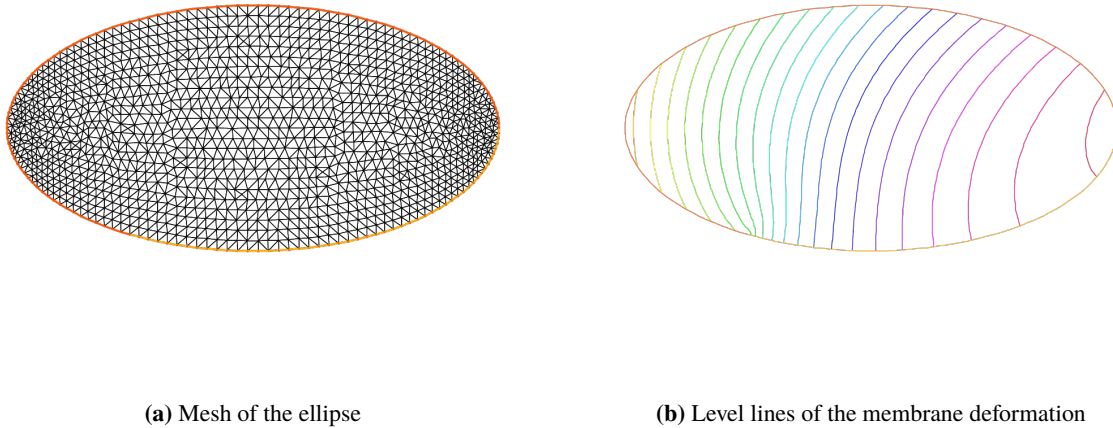 (a) Mesh of the ellipse
(b) Level lines of the membrane deformation